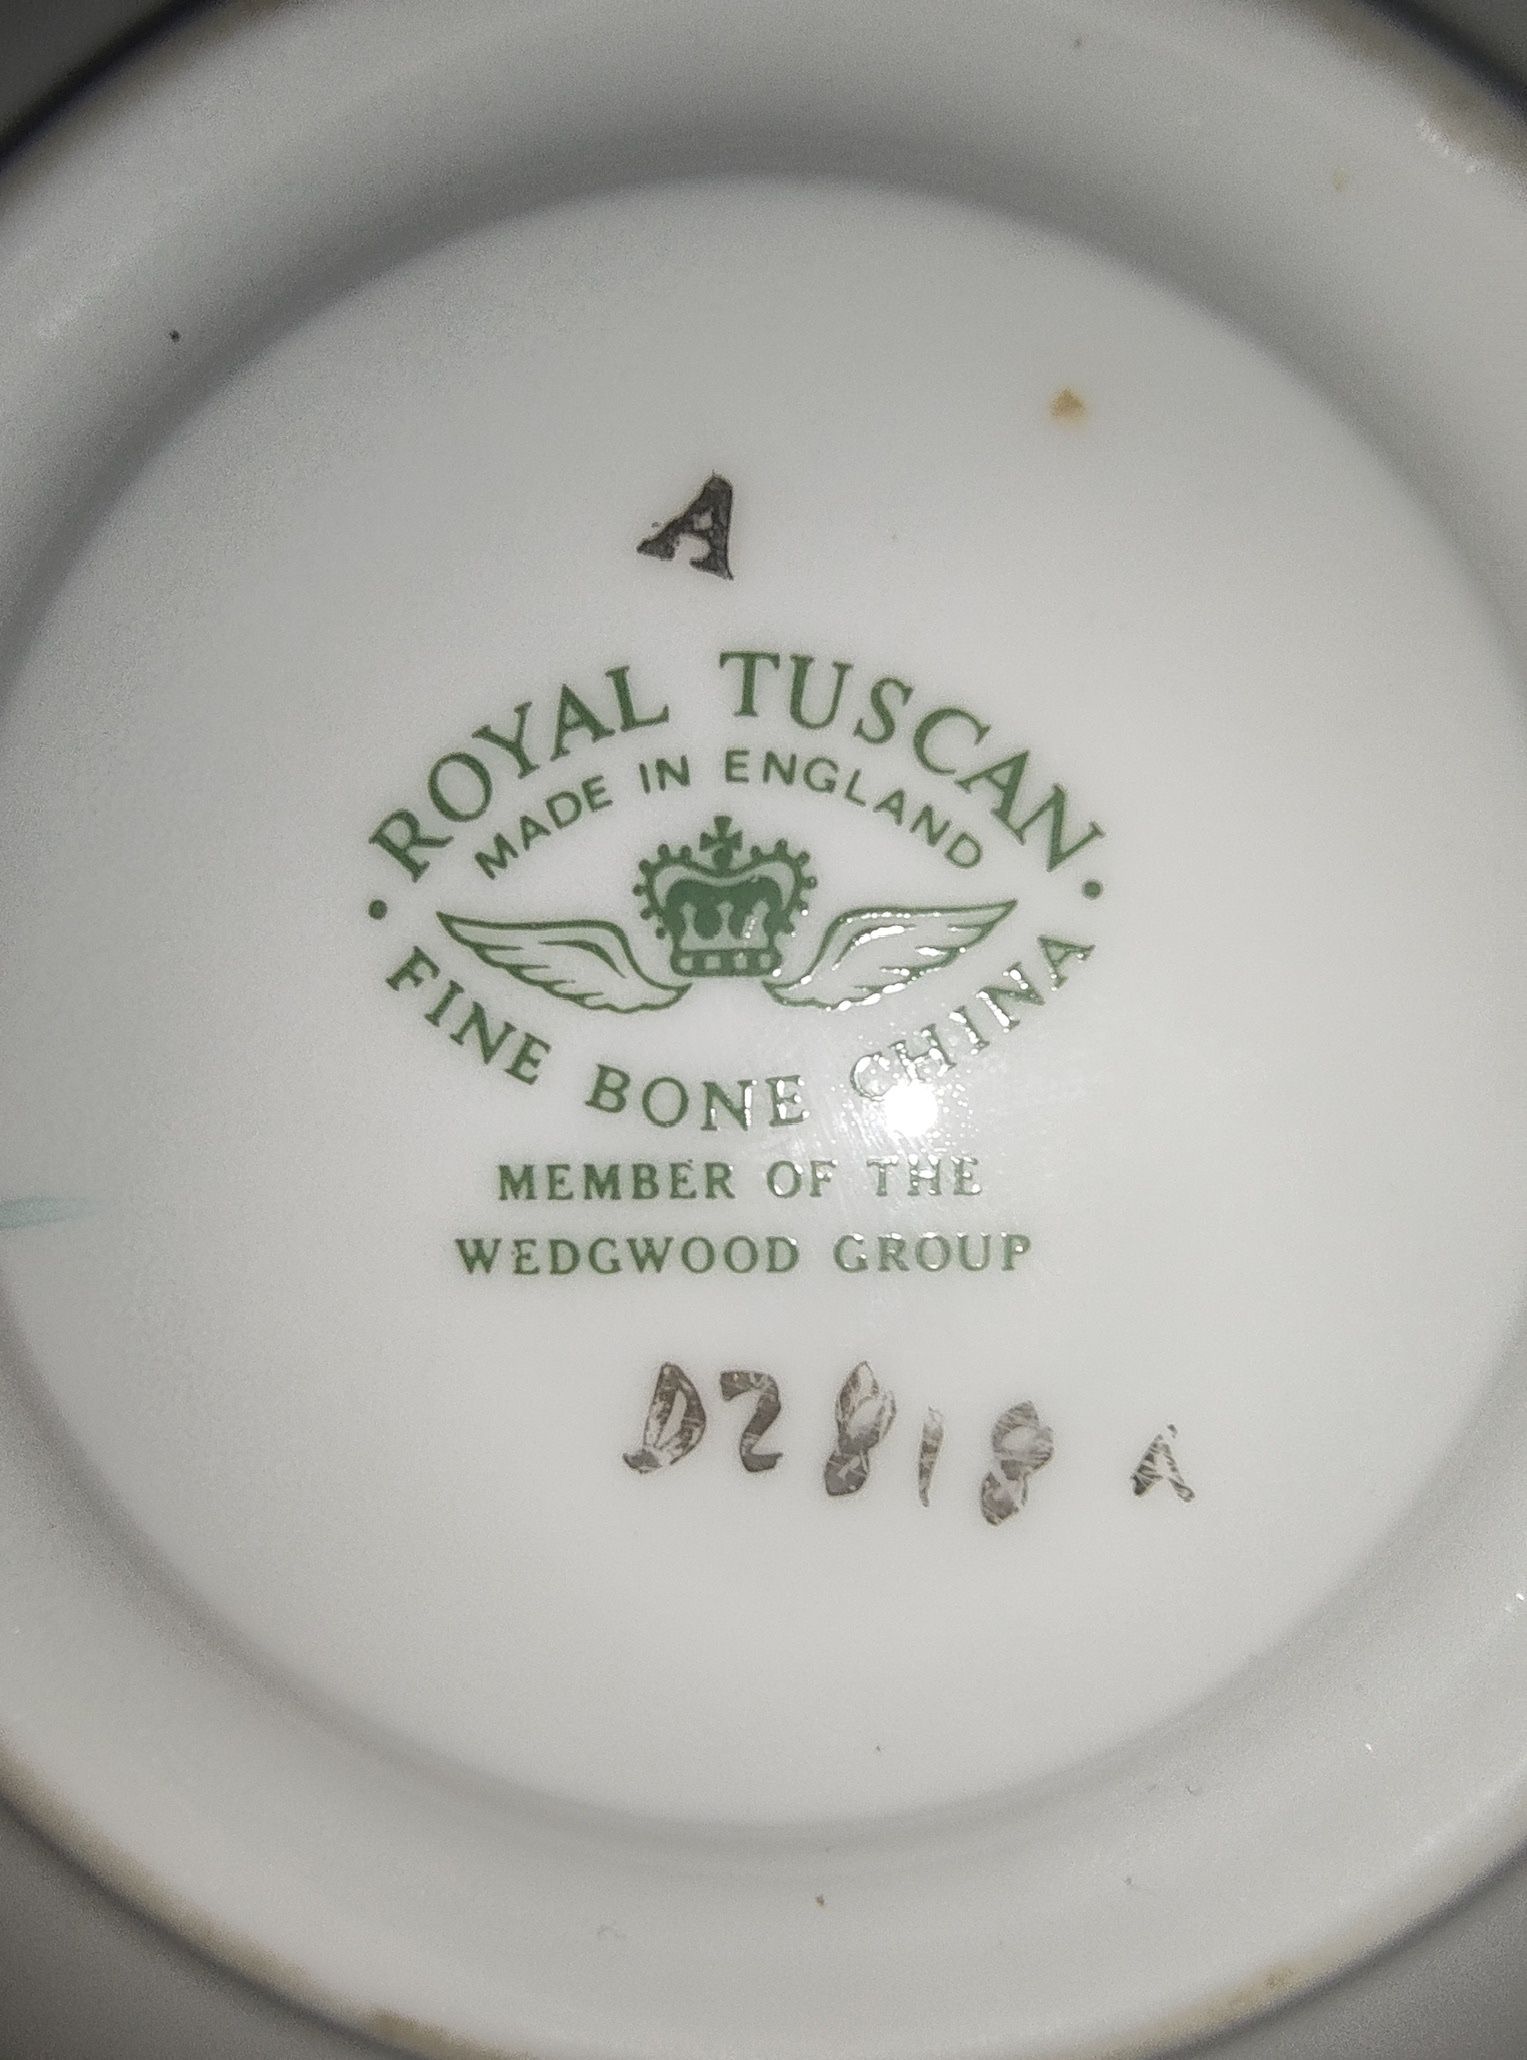 A
ROYAL TUSCAN
MADE IN ENGLAND
FINE BONE CHINA
MEMBER OF THE
WEDGWOOD GROUP
D2818 A